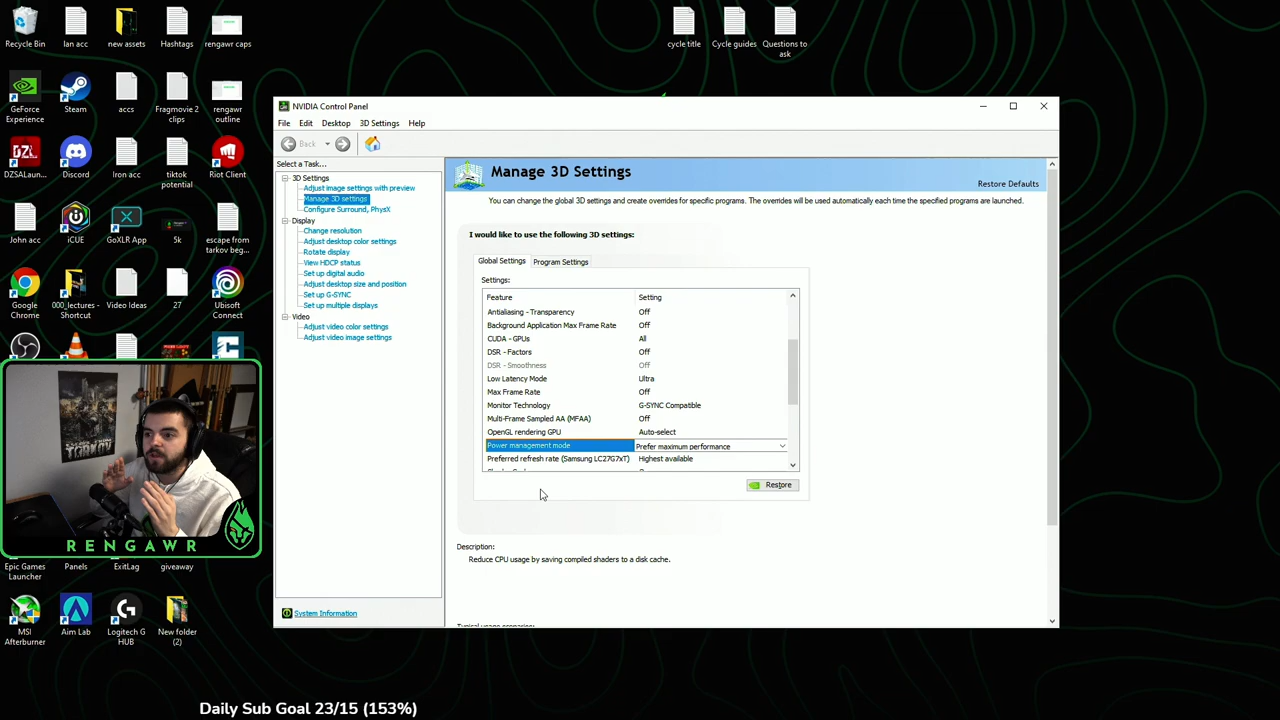 Recycle Bin
lan acc
new assets
Hashtags
rengawr caps
cycle title
Cycle guides
Questions to
ask
GeForce
Experience
Steam
accs
Fragmovie 2
clips
rengawr
outline
DZSALaun...
Discord
Iron acc
tiktok
potential
Riot Client
John acc
iCUE
GoXLR App
5k
escape from
tarkov beg...
Google
Chrome
000_lectures -
Shortcut
Video Ideas
27
Ubisoft
Connect
NVIDIA Control Panel
File Edit Desktop 3D Settings Help
Back
Select a Task...
3D Settings
Adjust image settings with preview
Manage 3D settings
Configure Surround, PhysX
Display
Change resolution
Adjust desktop color settings
Rotate display
View HDCP status
Set up digital audio
Adjust desktop size and position
Set up G-SYNC
Set up multiple displays
Video
Adjust video color settings
Adjust video image settings
System Information
Manage 3D Settings
Restore Defaults
You can change the global 3D settings and create overrides for specific programs. The overrides will be used automatically each time the specified programs are launched.
I would like to use the following 3D settings:
Global Settings Program Settings
Settings:
Feature Setting
Antialiasing - Transparency Off
Background Application Max Frame Rate Off
CUDA - GPUs All
DSR - Factors Off
DSR - Smoothness Off
Low Latency Mode Ultra
Max Frame Rate Off
Monitor Technology G-SYNC Compatible
Multi-Frame Sampled AA (MFAA) Off
OpenGL rendering GPU Auto-select
Power management mode Prefer maximum performance
Preferred refresh rate (Samsung LC27G7xT) Highest available
Restore
Description:
Reduce CPU usage by saving compiled shaders to a disk cache.
Typical usage scenarios:
TARKOV
RENGAWR
Epic Games
Launcher
Panels
ExitLag
giveaway
MSI
Afterburner
Aim Lab
Logitech G
HUB
New folder
(2)
Daily Sub Goal 23/15 (153%)